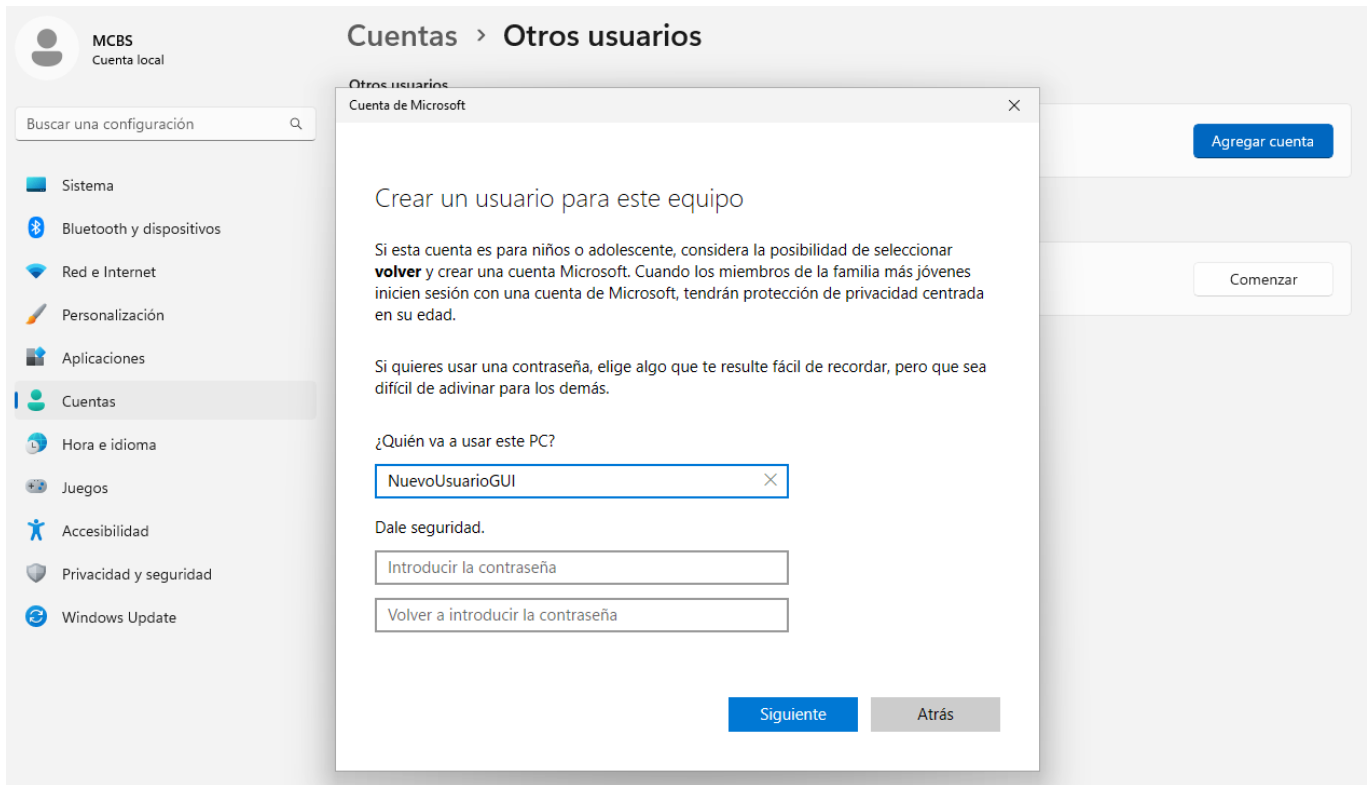 MCBS
Cuenta local
Buscar una configuración
Sistema
Bluetooth y dispositivos
Red e Internet
Personalización
Aplicaciones
Cuentas
Hora e idioma
Juegos
Accesibilidad
Privacidad y seguridad
Windows Update
Cuentas > Otros usuarios
Otros usuarios
Agregar cuenta
Comenzar
Cuenta de Microsoft
Crear un usuario para este equipo
Si esta cuenta es para niños o adolescente, considera la posibilidad de seleccionar
volver y crear una cuenta Microsoft. Cuando los miembros de la familia más jóvenes
inicien sesión con una cuenta de Microsoft, tendrán protección de privacidad centrada
en su edad.
Si quieres usar una contraseña, elige algo que te resulte fácil de recordar, pero que sea
difícil de adivinar para los demás.
¿Quién va a usar este PC?
NuevoUsuarioGUI
Dale seguridad.
Introducir la contraseña
Volver a introducir la contraseña
Siguiente
Atrás